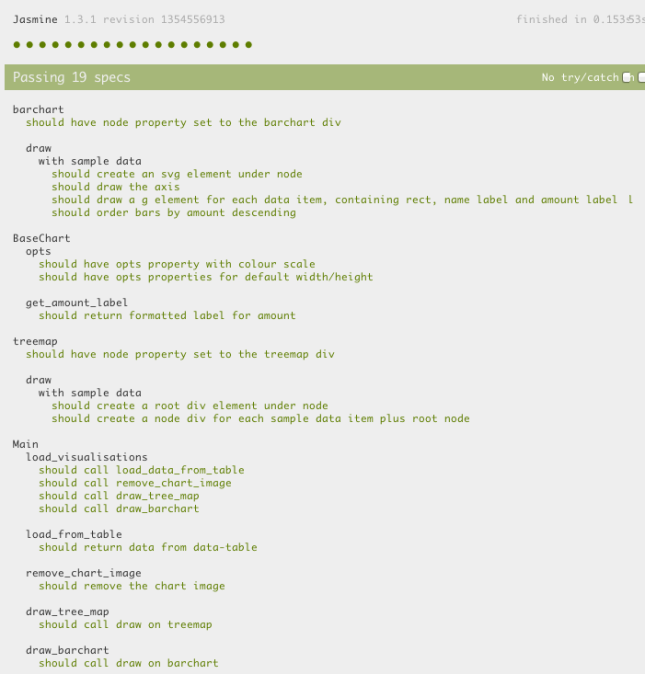 Jasmine 1.3.1 revision 1354556913 finished in 0.153s
Passing 19 specs No try/catch
barchart
should have node property set to the barchart div
draw
with sample data
should create an svg element under node
should draw the axis
should draw a g element for each data item, containing rect, name label and amount label
should order bars by amount descending
BaseChart
opts
should have opts property with colour scale
should have opts properties for default width/height
get_amount_label
should return formatted label for amount
treemap
should have node property set to the treemap div
draw
with sample data
should create a root div element under node
should create a node div for each sample data item plus root node
Main
load_visualisations
should call load_data_from_table
should call remove_chart_image
should call draw_tree_map
should call draw_barchart
load_from_table
should return data from data-table
remove_chart_image
should remove the chart image
draw_tree_map
should call draw on treemap
draw_barchart
should call draw on barchart